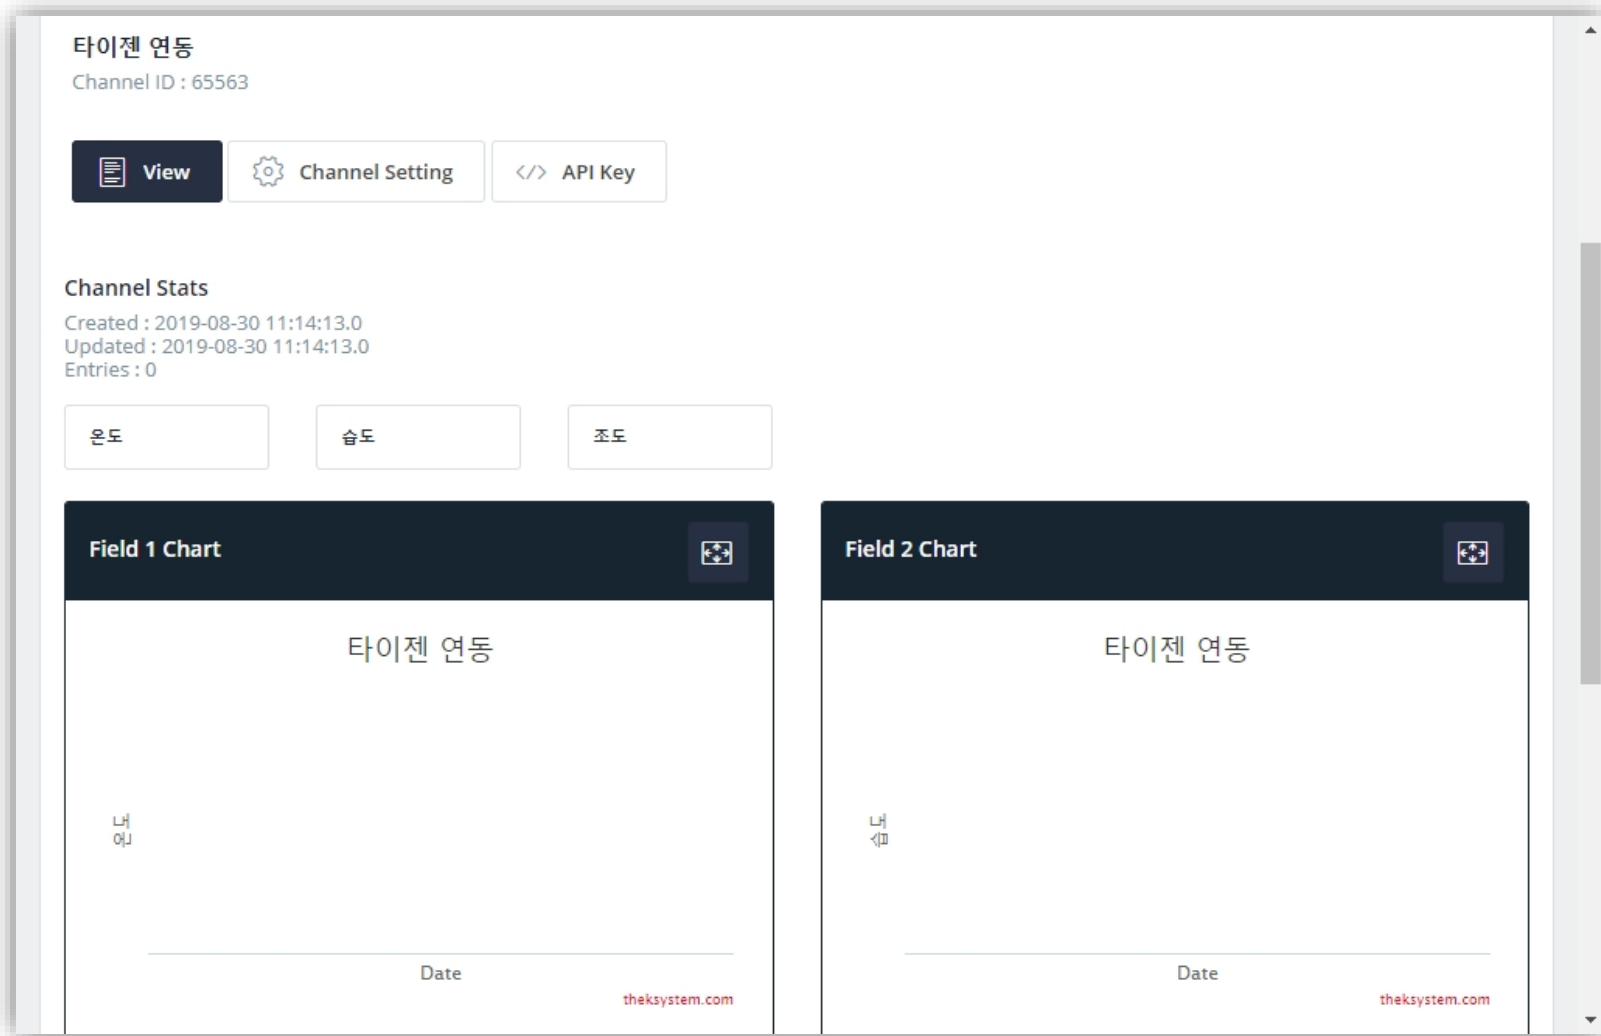 타이젠 연동
Channel ID : 65563
View
Channel Setting
</> API Key
Channel Stats
Created : 2019-08-30 11:14:13.0
Updated : 2019-08-30 11:14:13.0
Entries : 0
온도
습도
조도
Field 1 Chart
타이젠 연동
온도
Date
theksystem.com
Field 2 Chart
타이젠 연동
습도
Date
theksystem.com